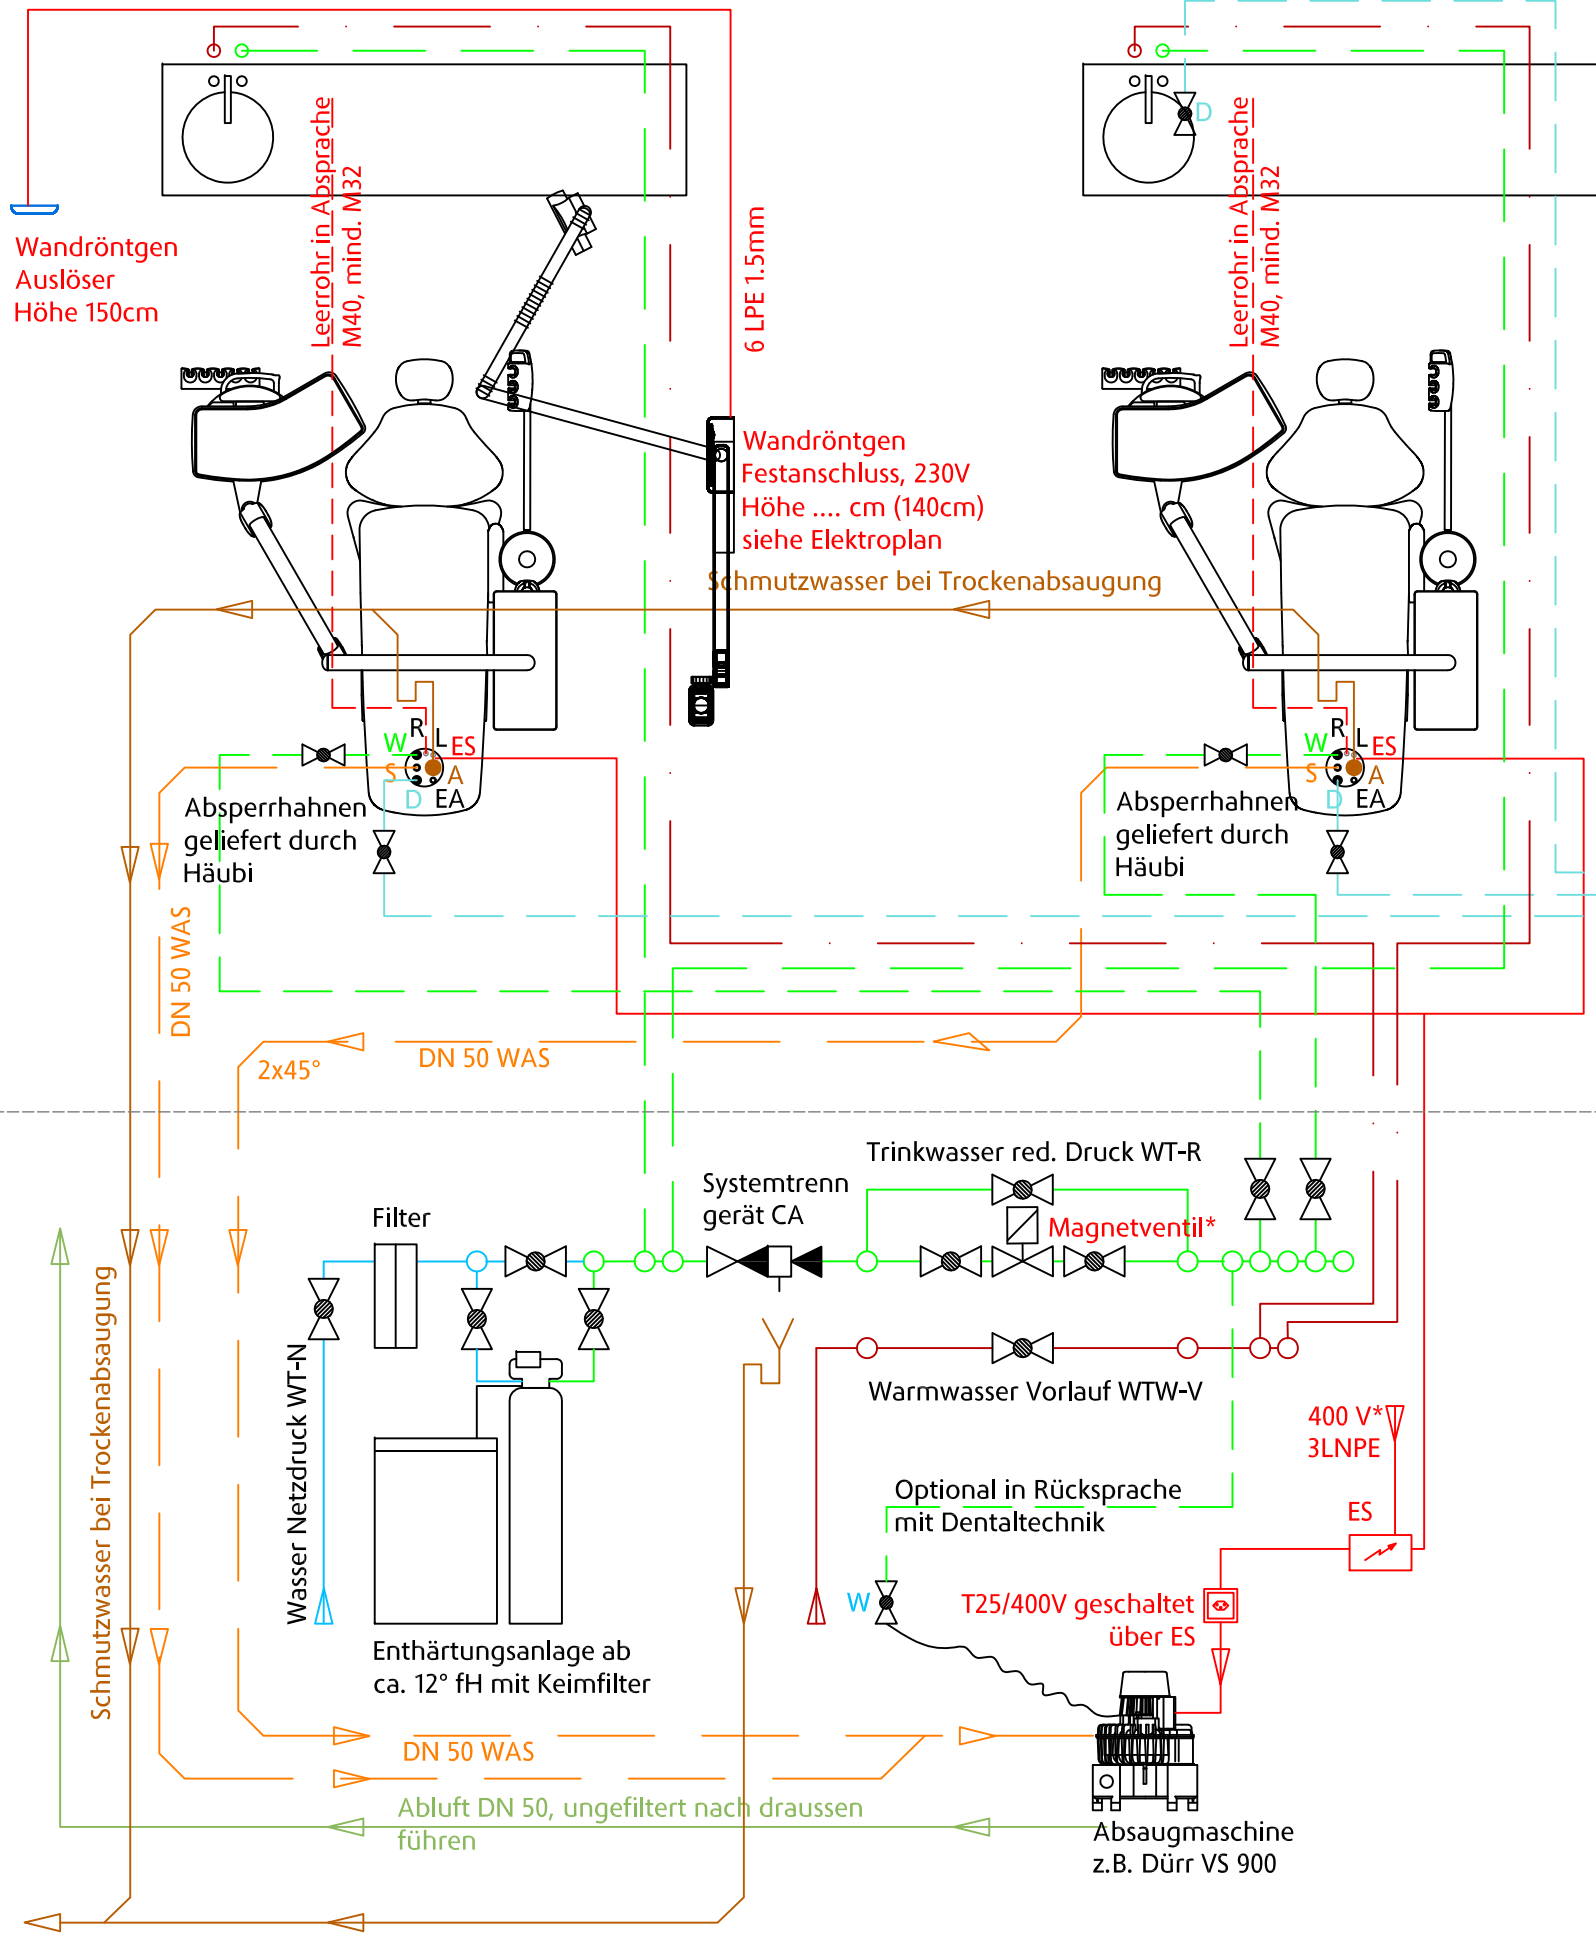 D
Leerrohr in Absprache
M40, mind. M32
Leerrohr in Absprache
M40, mind. M32
Wandröntgen
Auslöser
Höhe 150cm
6 LPE 1.5mm
Wandröntgen
Festanschluss, 230V
Höhe .... cm (140cm)
siehe Elektroplan
Schmutzwasser bei Trockenabsaugung
R L
W ES
S A
D EA
R L
W ES
S A
D EA
Absperrhahnen
geliefert durch
Häubi
Absperrhahnen
geliefert durch
Häubi
DN 50 WAS
2x45°
DN 50 WAS
Trinkwasser red. Druck WT-R
Systemtrenn
gerät CA
Filter
Magnetventil*
Schmutzwasser bei Trockenabsaugung
Wasser Netzdruck WT-N
Warmwasser Vorlauf WTW-V
400 V*
3LNPE
ES
Optional in Rücksprache
mit Dentaltechnik
W
T25/400V geschaltet
über ES
Enthärtungsanlage ab
ca. 12° fH mit Keimfilter
DN 50 WAS
Abluft DN 50, ungefiltert nach draussen
führen
Absaugmaschine
z.B. Dürr VS 900